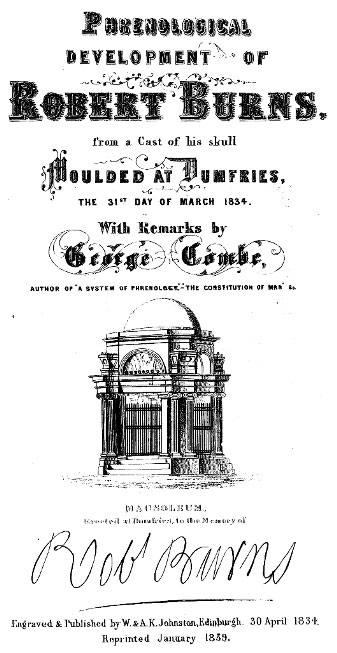 PHRENOLOGICAL
DEVELOPMENT OF
ROBERT BURNS,
from a Cast of his skull
MOULDED AT DUMFRIES,
THE 31ST DAY OF MARCH 1834.
With Remarks by
George Combe,
AUTHOR OF "A SYSTEM OF PHRENOLOGY," "THE CONSTITUTION OF MAN" &c.
MAUSOLEUM,
Erected at Dumfries, to the Memory of
Robt Burns
Engraved & Published by W. & A. K. Johnston, Edinburgh. 30 April 1834.
Reprinted January 1859.